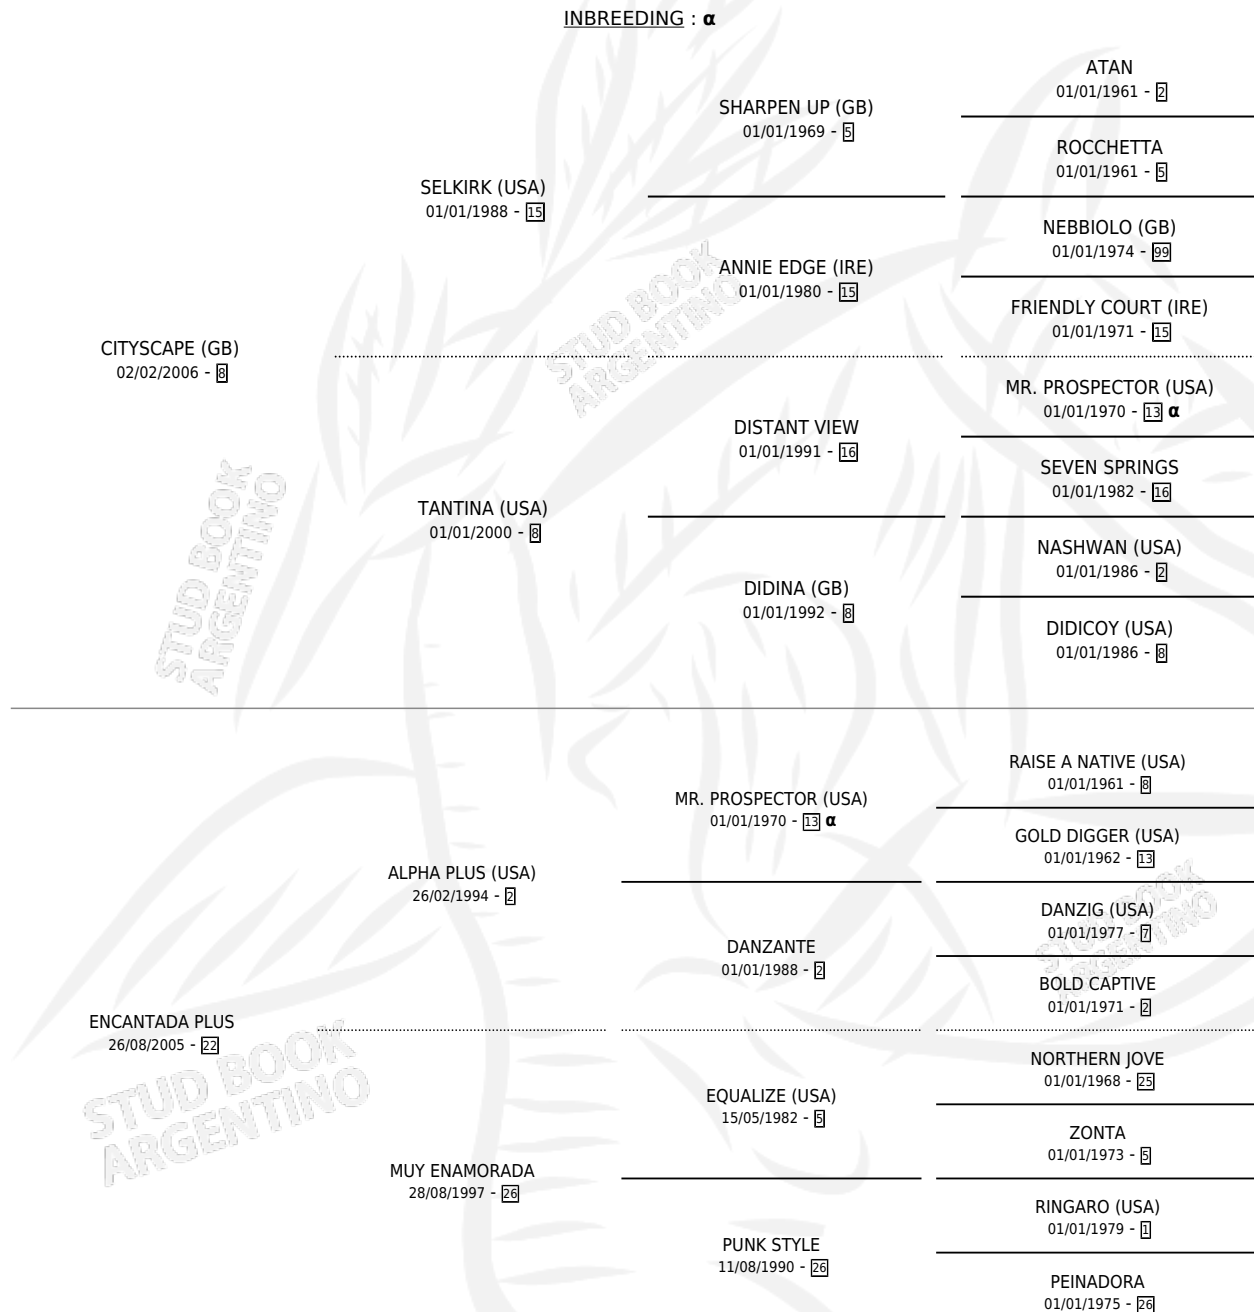 INBREEDING : α
ATAN
01/01/1961 - 2
SHARPEN UP (GB)
01/01/1969 - 5
ROCCHETTA
01/01/1961 - 5
SELKIRK (USA)
01/01/1988 - 15
NEBBIOLO (GB)
01/01/1974 - 99
ANNIE EDGE (IRE)
01/01/1980 - 15
FRIENDLY COURT (IRE)
01/01/1971 - 15
CITYSCAPE (GB)
02/02/2006 - 8
MR. PROSPECTOR (USA)
01/01/1970 - 13 α
DISTANT VIEW
01/01/1991 - 16
SEVEN SPRINGS
01/01/1982 - 16
TANTINA (USA)
01/01/2000 - 8
NASHWAN (USA)
01/01/1986 - 2
DIDINA (GB)
01/01/1992 - 8
DIDICOY (USA)
01/01/1986 - 8
RAISE A NATIVE (USA)
01/01/1961 - 8
MR. PROSPECTOR (USA)
01/01/1970 - 13 α
GOLD DIGGER (USA)
01/01/1962 - 13
ALPHA PLUS (USA)
26/02/1994 - 2
DANZIG (USA)
01/01/1977 - 7
DANZANTE
01/01/1988 - 2
BOLD CAPTIVE
01/01/1971 - 2
ENCANTADA PLUS
26/08/2005 - 22
NORTHERN JOVE
01/01/1968 - 25
EQUALIZE (USA)
15/05/1982 - 5
ZONTA
01/01/1973 - 5
MUY ENAMORADA
28/08/1997 - 26
RINGARO (USA)
01/01/1979 - 1
PUNK STYLE
11/08/1990 - 26
PEINADORA
01/01/1975 - 26
STUD BOOK
ARGENTINO
STUD BOOK
ARGENTINO
STUD BOOK
ARGENTINO
STUD BOOK
ARGENTINO